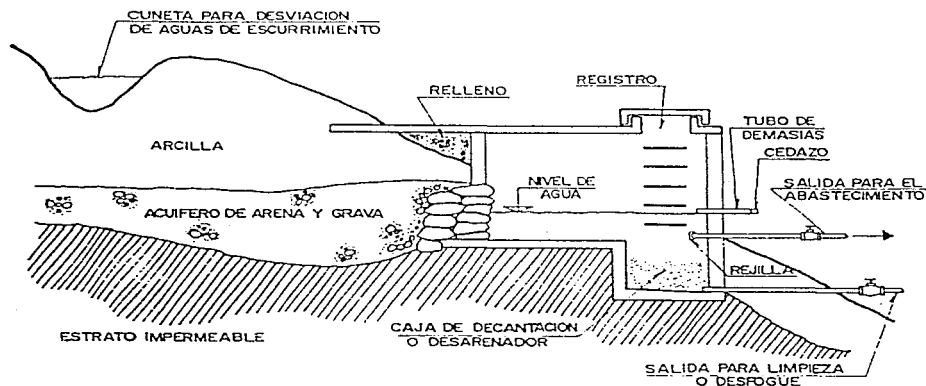 CUNETA PARA DESVIACION
DE AGUAS DE ESCURRIMIENTO
REGISTRO
RELLENO
TUBO DE
DEMASIAS
CEDAZO
ARCILLA
NIVEL DE
AGUA
SALIDA PARA EL
ABASTECIMIENTO
ACUIFERO DE ARENA Y GRAVA
REJILLA
ESTRATO IMPERMEABLE
CAJA DE DECANTACION
O DESARENADOR
SALIDA PARA LIMPIEZA
O DESFOGUE